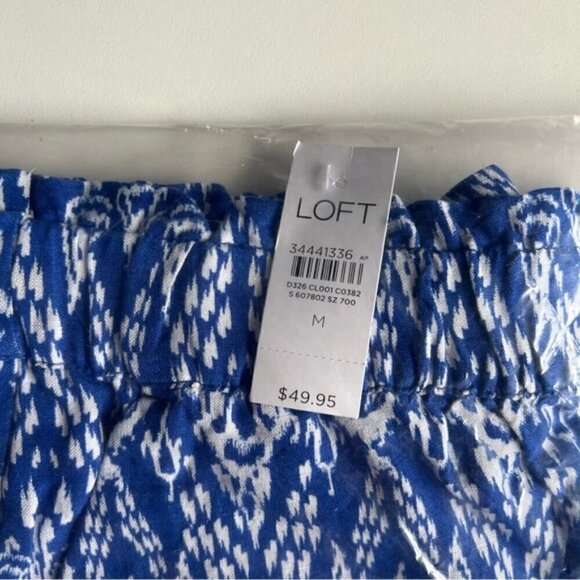 LOFT
34441336 AP
D326 CL001 C0382
S 607802 SZ 700
M
$49.95